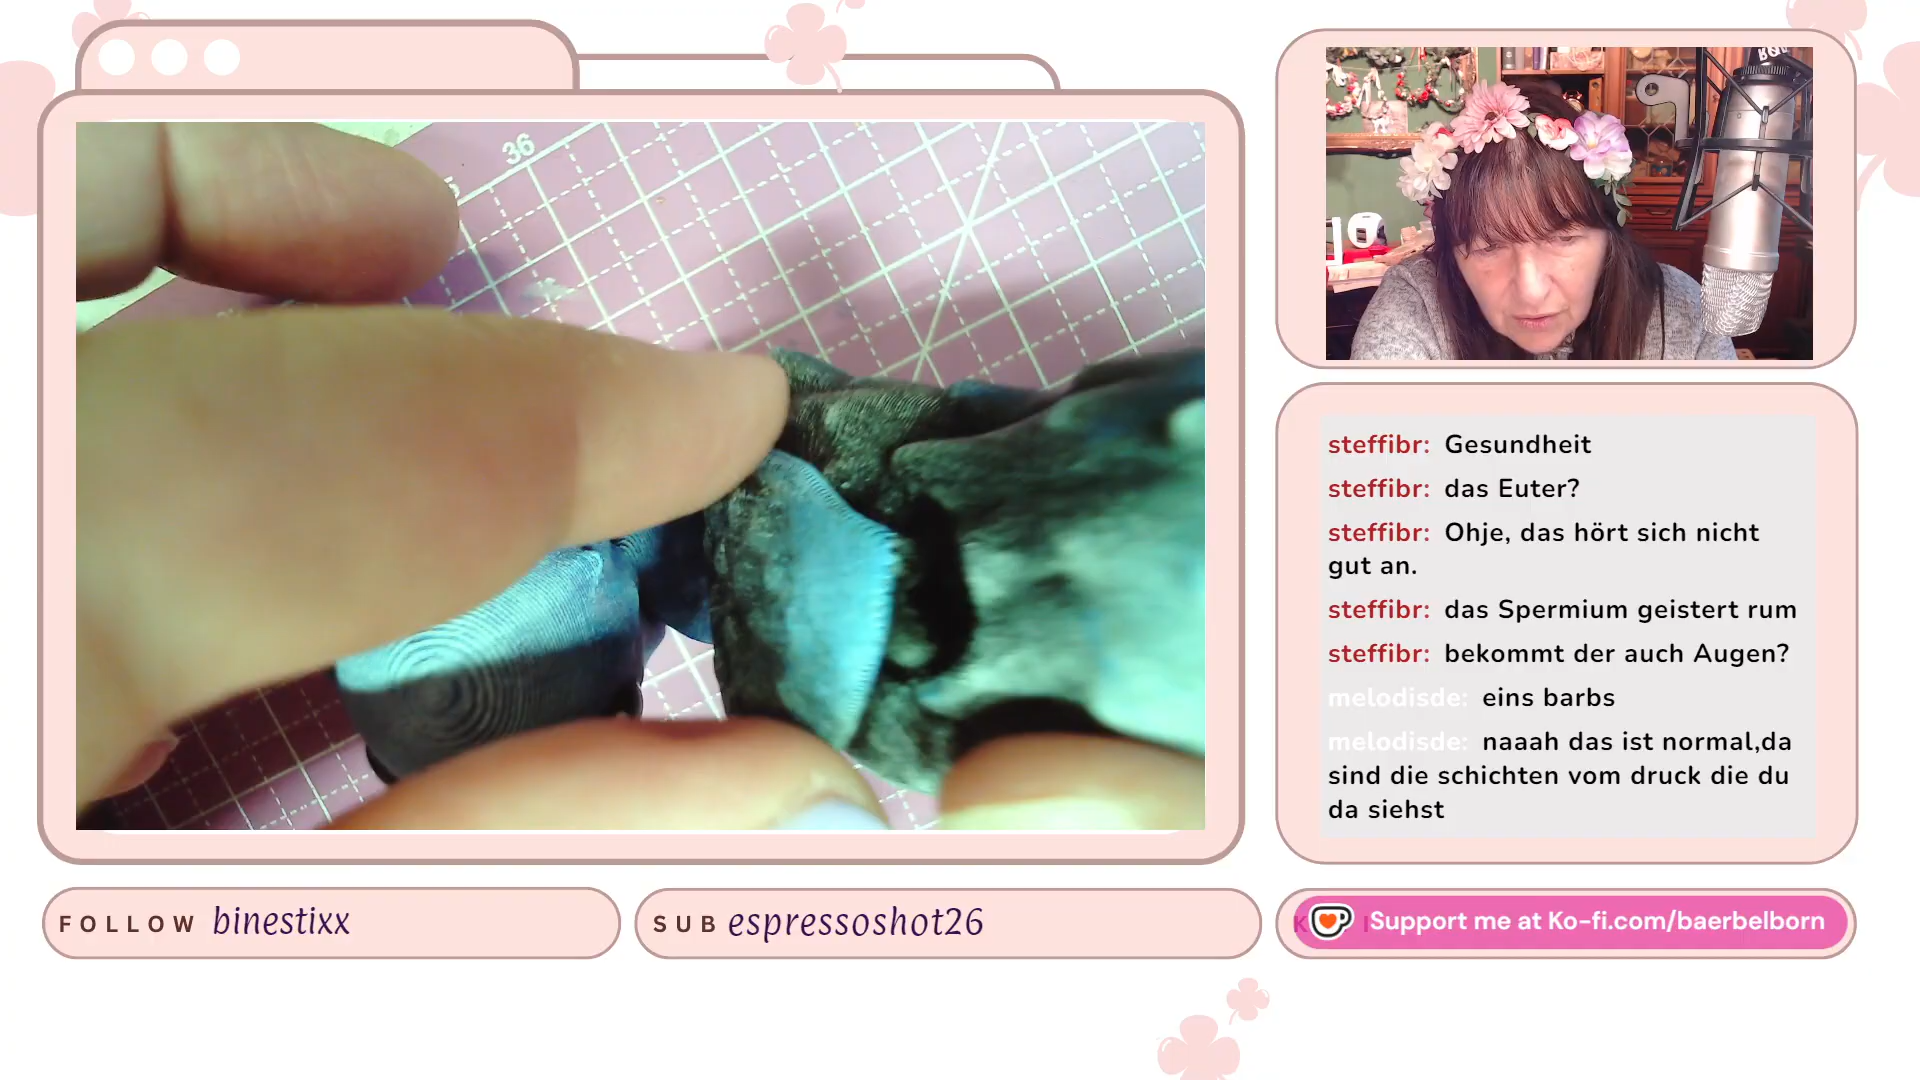 36
steffibr: Gesundheit
steffibr: das Euter?
steffibr: Ohje, das hört sich nicht
gut an.
steffibr: das Spermium geistert rum
steffibr: bekommt der auch Augen?
melodisde: eins barbs
melodisde: naaah das ist normal,da
sind die schichten vom druck die du
da siehst
FOLLOW binestixx
SUB espressoshot26
Support me at Ko-fi.com/baerbelborn